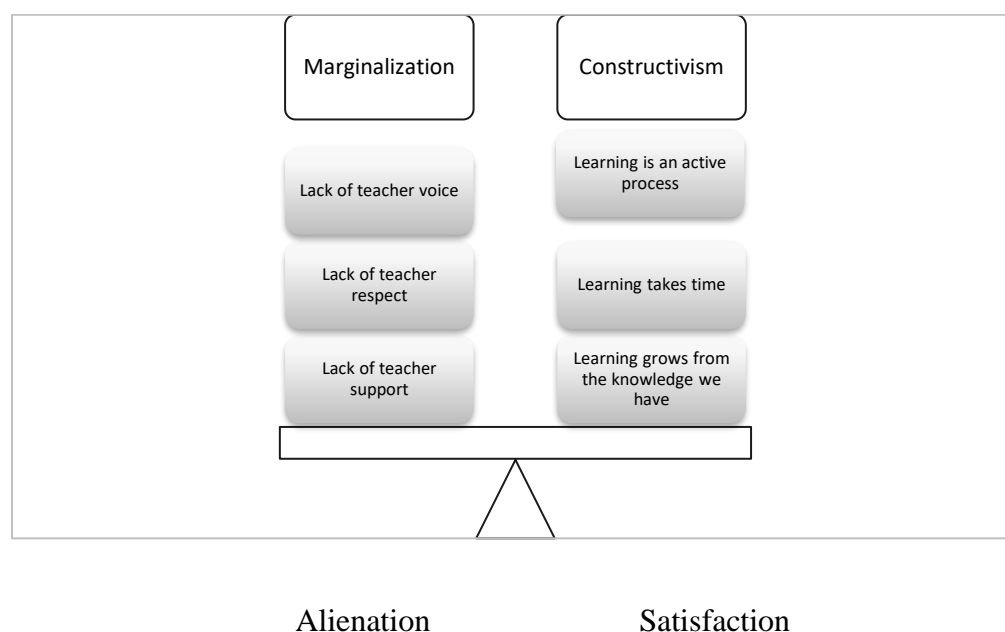 Marginalization
Lack of teacher voice
Lack of teacher
respect
Lack of teacher
support
Constructivism
Learning is an active
process
Learning takes time
Learning grows from
the knowledge we
have
Alienation
Satisfaction